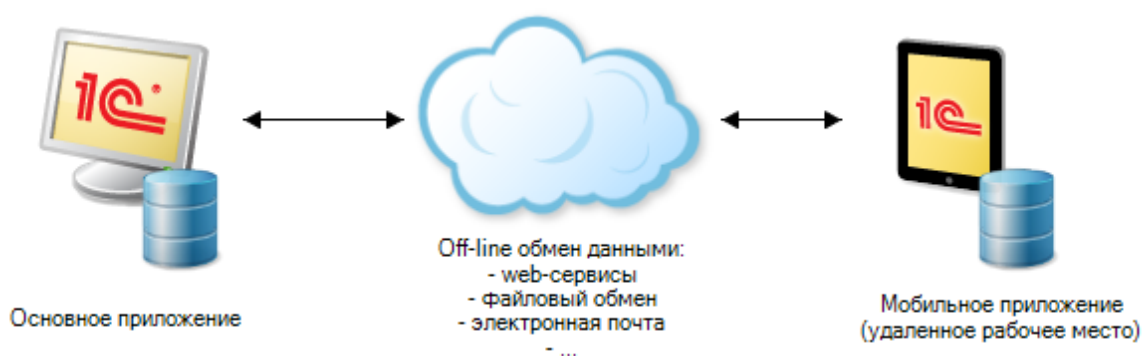 1С
1С
Off-line обмен данными:
- web-сервисы
- файловый обмен
- электронная почта
- ...
Основное приложение
Мобильное приложение
(удаленное рабочее место)